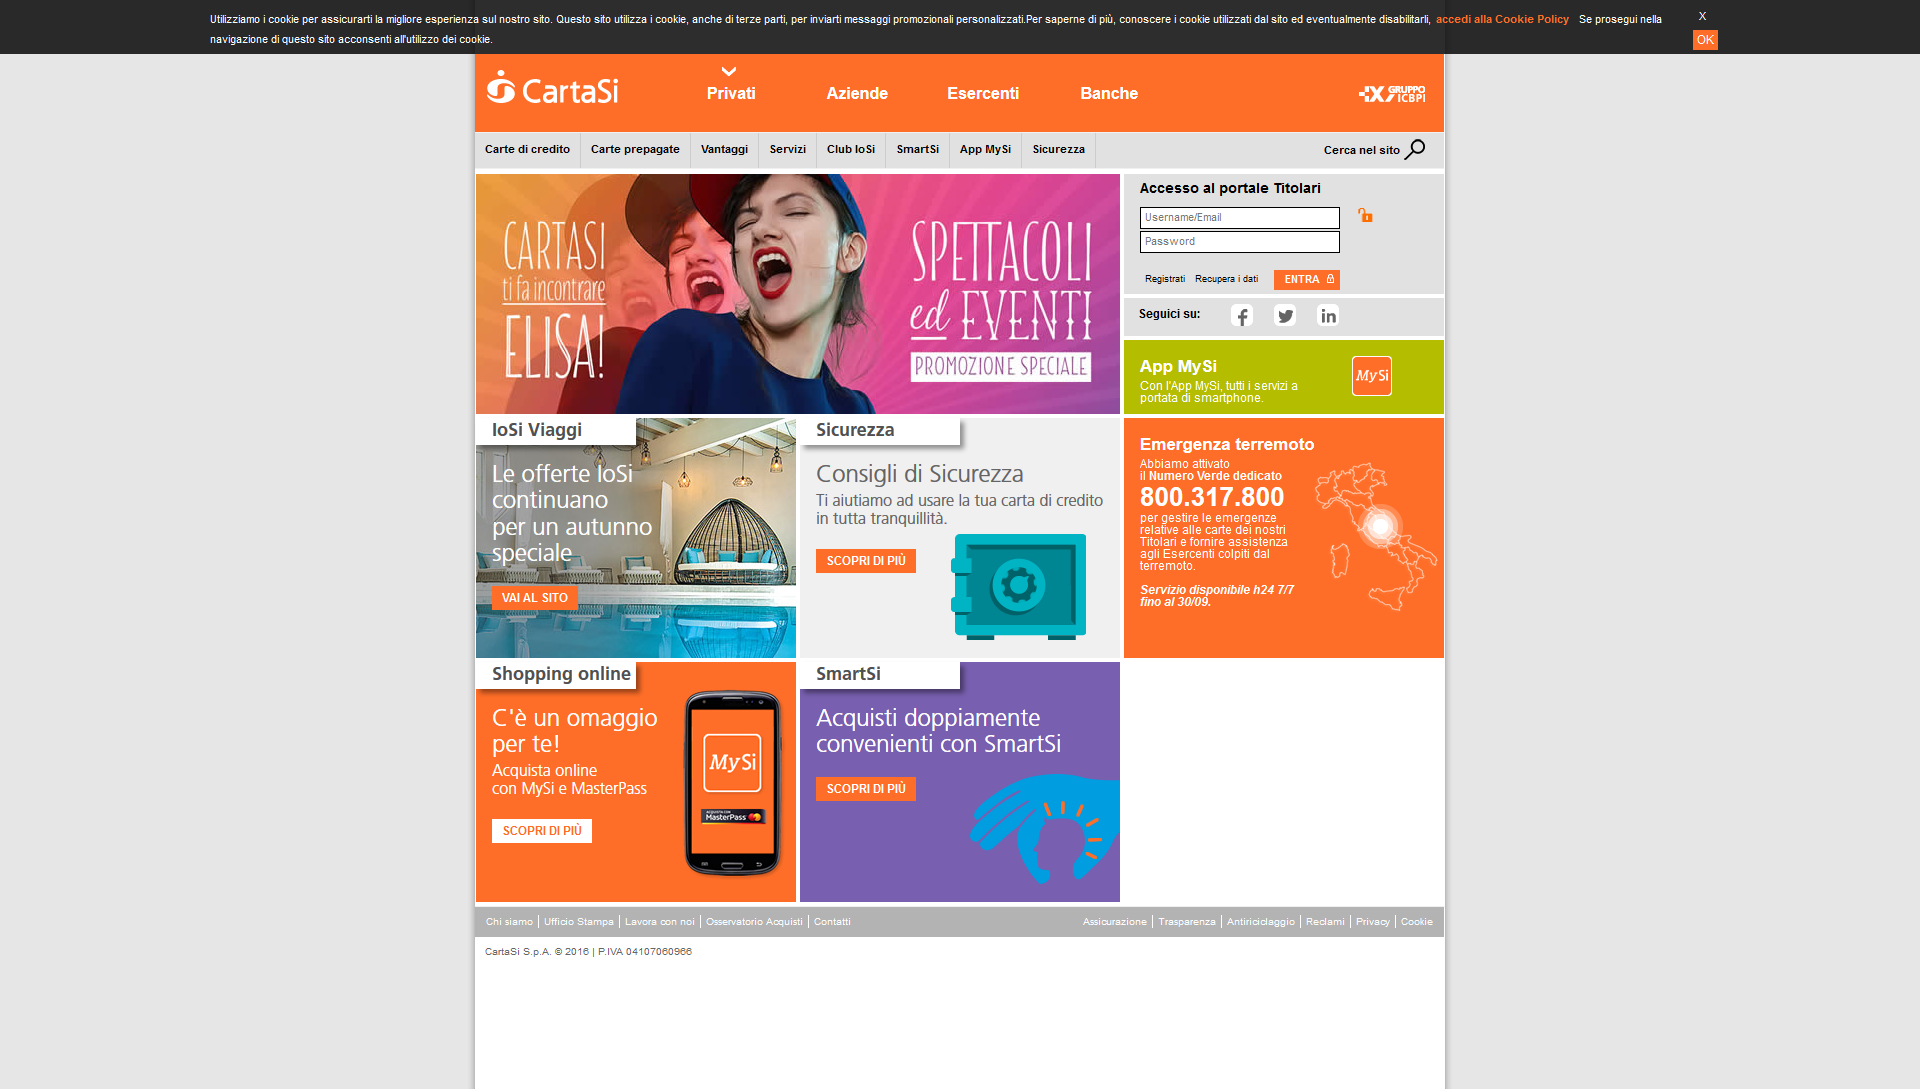 Utilizziamo i cookie per assicurarti la migliore esperienza sul nostro sito. Questo sito utilizza i cookie, anche di terze parti, per inviarti messaggi promozionali personalizzati.Per saperne di più, conoscere i cookie utilizzati dal sito ed eventualmente disabilitarli, accedi alla Cookie Policy Se prosegui nella
navigazione di questo sito acconsenti all'utilizzo dei cookie.
X
OK
CartaSi
Privati
Aziende
Esercenti
Banche
GRUPPO
ICBPI
Carte di credito
Carte prepagate
Vantaggi
Servizi
Club IoSi
SmartSi
App MySi
Sicurezza
Cerca nel sito
CARTASI
ti fa incontrare
ELISA!
SPETTACOLI
ed EVENTI
PROMOZIONE SPECIALE
Accesso al portale Titolari
Username/Email
Password
Registrati
Recupera i dati
ENTRA
Seguici su:
App MySi
Con l'App MySi, tutti i servizi a
portata di smartphone.
MySi
IoSi Viaggi
Le offerte IoSi
continuano
per un autunno
speciale
VAI AL SITO
Sicurezza
Consigli di Sicurezza
Ti aiutiamo ad usare la tua carta di credito
in tutta tranquillità.
SCOPRI DI PIÙ
Emergenza terremoto
Abbiamo attivato
il Numero Verde dedicato
800.317.800
per gestire le emergenze
relative alle carte dei nostri
Titolari e fornire assistenza
agli Esercenti colpiti dal
terremoto.
Servizio disponibile h24 7/7
fino al 30/09.
Shopping online
C'è un omaggio
per te!
Acquista online
con MySi e MasterPass
SCOPRI DI PIÙ
MySi
ACQUISTA CON
MasterPass
SmartSi
Acquisti doppiamente
convenienti con SmartSi
SCOPRI DI PIÙ
Chi siamo | Ufficio Stampa | Lavora con noi | Osservatorio Acquisti | Contatti
Assicurazione | Trasparenza | Antiriciclaggio | Reclami | Privacy | Cookie
CartaSi S.p.A. © 2016 | P.IVA 04107060966